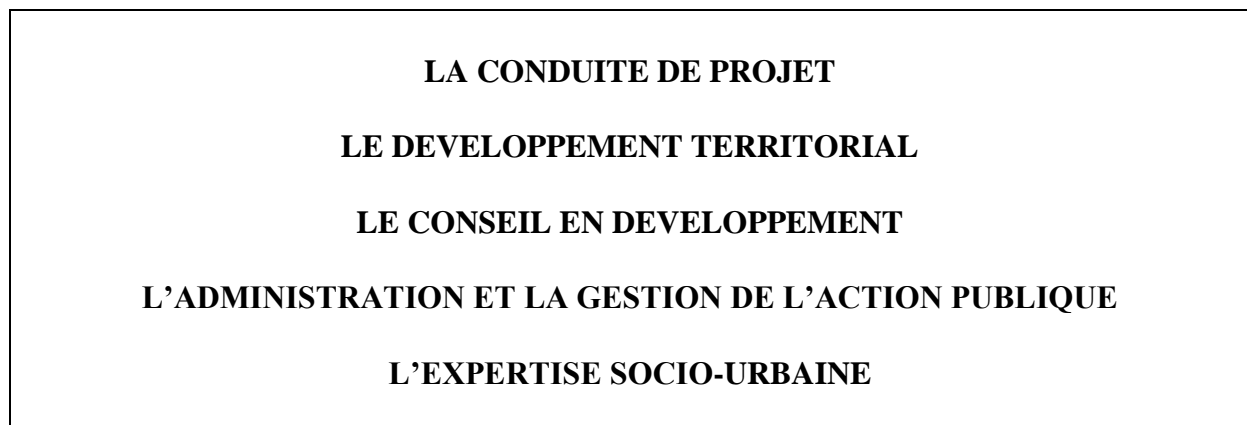 LA CONDUITE DE PROJET
LE DEVELOPPEMENT TERRITORIAL
LE CONSEIL EN DEVELOPPEMENT
L’ADMINISTRATION ET LA GESTION DE L’ACTION PUBLIQUE
L’EXPERTISE SOCIO-URBAINE